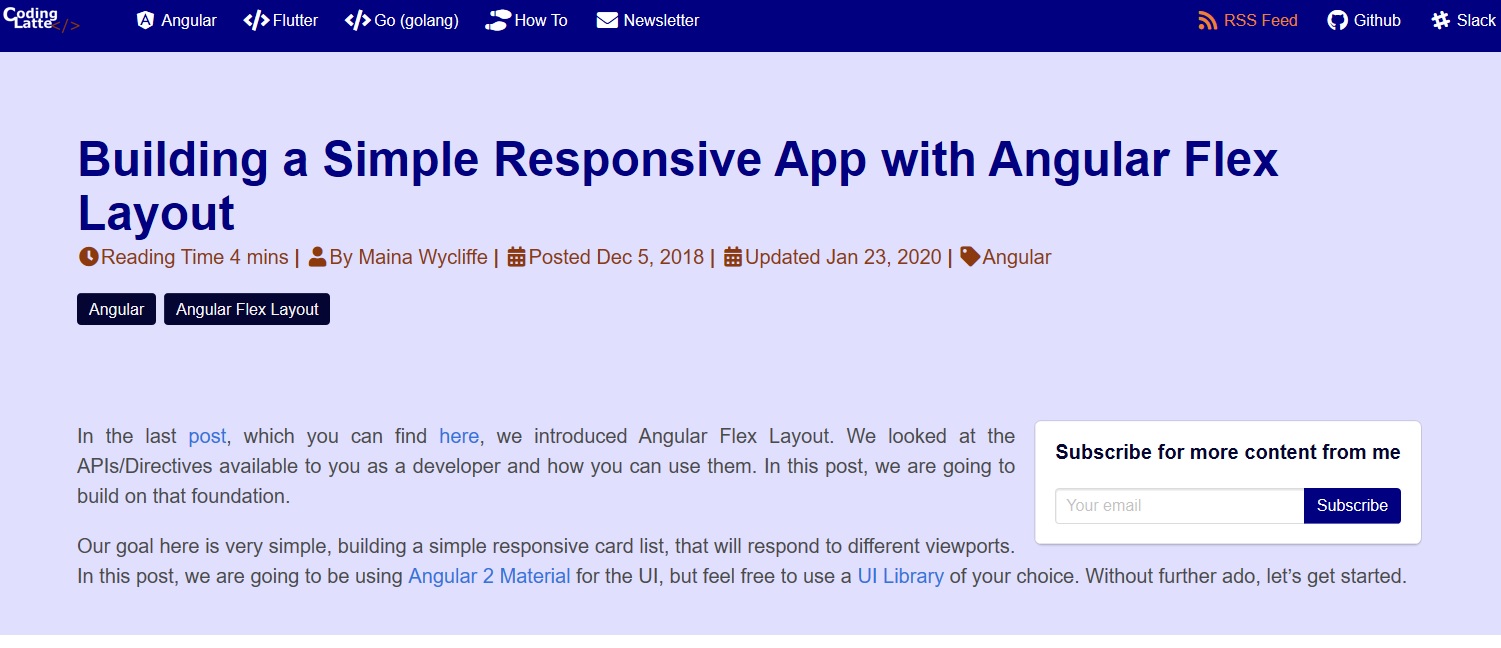 Coding
Latte</>
Angular </>Flutter </>Go (golang) How To Newsletter RSS Feed Github Slack
Building a Simple Responsive App with Angular Flex
Layout
Reading Time 4 mins | By Maina Wycliffe | Posted Dec 5, 2018 | Updated Jan 23, 2020 | Angular
Angular Angular Flex Layout
In the last post, which you can find here, we introduced Angular Flex Layout. We looked at the
APIs/Directives available to you as a developer and how you can use them. In this post, we are going to
build on that foundation.
Subscribe for more content from me
Your email Subscribe
Our goal here is very simple, building a simple responsive card list, that will respond to different viewports.
In this post, we are going to be using Angular 2 Material for the UI, but feel free to use a UI Library of your choice. Without further ado, let’s get started.